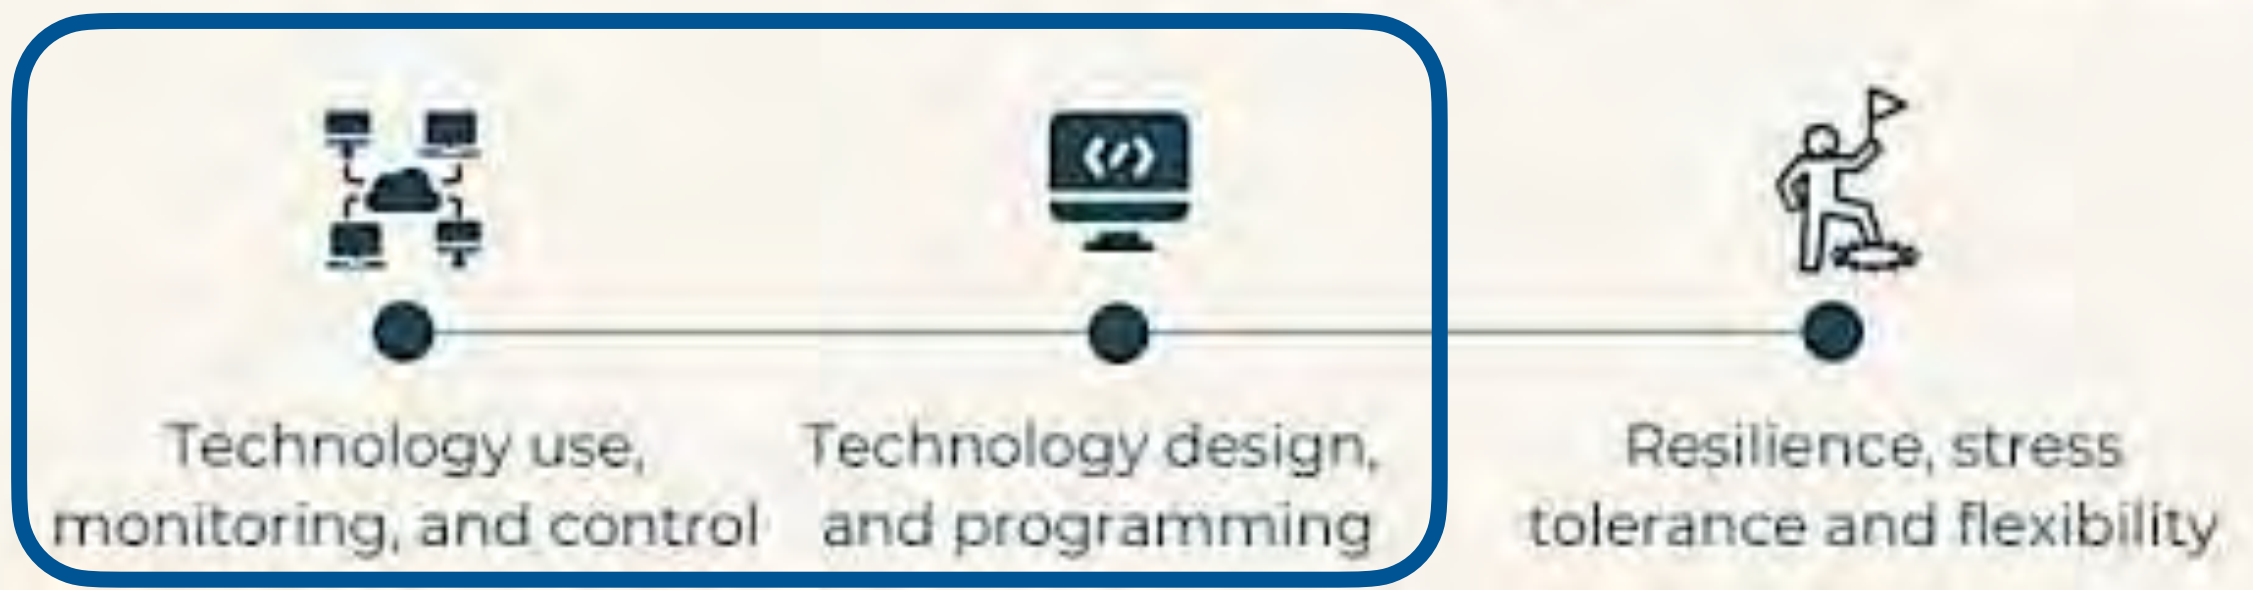 Technology use,
monitoring, and control
Technology design,
and programming
Resilience, stress
tolerance and flexibility